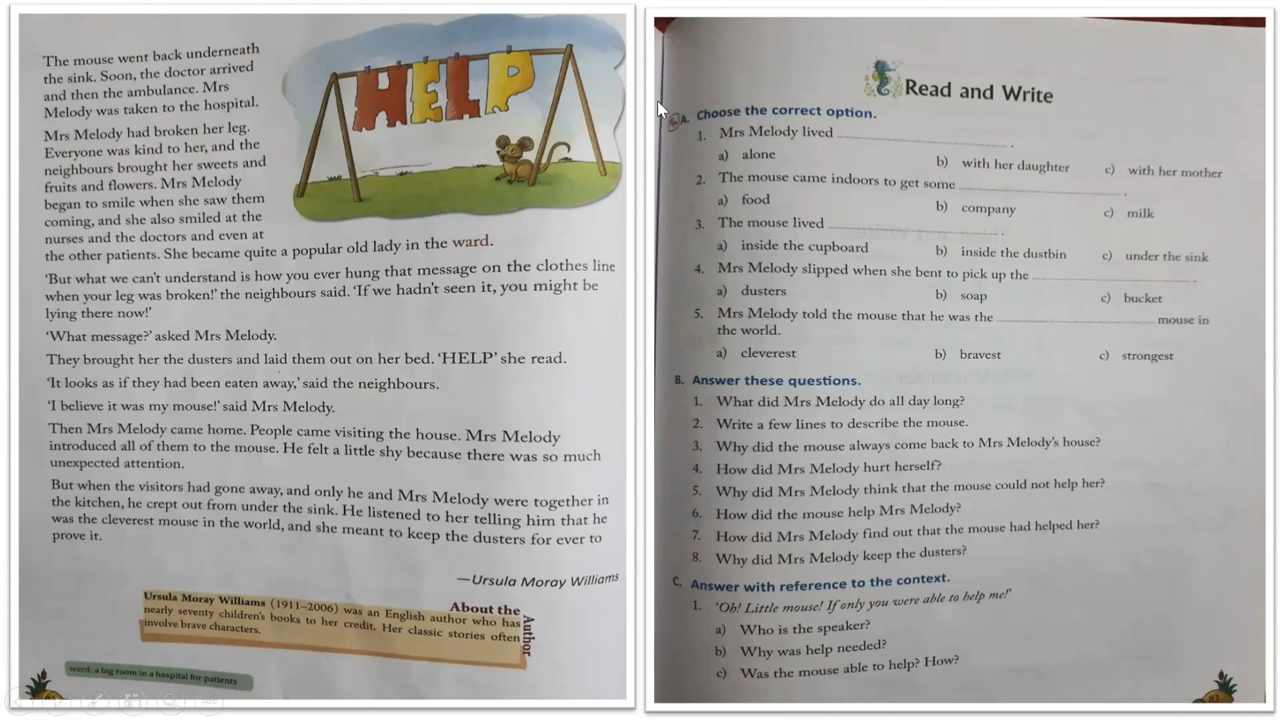 The mouse went back underneath
the sink. Soon, the doctor arrived
and then the ambulance. Mrs
Melody was taken to the hospital.
Mrs Melody had broken her leg.
Everyone was kind to her, and the
neighbours brought her sweets and
fruits and flowers. Mrs Melody
began to smile when she saw them
coming, and she also smiled at the
nurses and the doctors and even at
the other patients. She became quite a popular old lady in the ward.
'But what we can't understand is how you ever hung that message on the clothes line
when your leg was broken!' the neighbours said. 'If we hadn't seen it, you might be
lying there now!'
'What message?' asked Mrs Melody.
They brought her the dusters and laid them out on her bed. 'HELP' she read.
'It looks as if they had been eaten away,' said the neighbours.
'I believe it was my mouse!' said Mrs Melody.
Then Mrs Melody came home. People came visiting the house. Mrs Melody
introduced all of them to the mouse. He felt a little shy because there was so much
unexpected attention.
But when the visitors had gone away, and only he and Mrs Melody were together in
the kitchen, he crept out from under the sink. He listened to her telling him that he
was the cleverest mouse in the world, and she meant to keep the dusters for ever to
prove it.
—Ursula Moray Williams
HELP
About the
Author
Ursula Moray Williams (1911–2006) was an English author who has
nearly seventy children's books to her credit. Her classic stories often
involve brave characters.
ward: a big room in a hospital for patients
Read and Write
A. Choose the correct option.
1. Mrs Melody lived .
a) alone b) with her daughter c) with her mother
2. The mouse came indoors to get some .
a) food b) company c) milk
3. The mouse lived .
a) inside the cupboard b) inside the dustbin c) under the sink
4. Mrs Melody slipped when she bent to pick up the .
a) dusters b) soap c) bucket
5. Mrs Melody told the mouse that he was the mouse in
the world.
a) cleverest b) bravest c) strongest
B. Answer these questions.
1. What did Mrs Melody do all day long?
2. Write a few lines to describe the mouse.
3. Why did the mouse always come back to Mrs Melody's house?
4. How did Mrs Melody hurt herself?
5. Why did Mrs Melody think that the mouse could not help her?
6. How did the mouse help Mrs Melody?
7. How did Mrs Melody find out that the mouse had helped her?
8. Why did Mrs Melody keep the dusters?
C. Answer with reference to the context.
1. 'Oh! Little mouse! If only you were able to help me!'
a) Who is the speaker?
b) Why was help needed?
c) Was the mouse able to help? How?
83